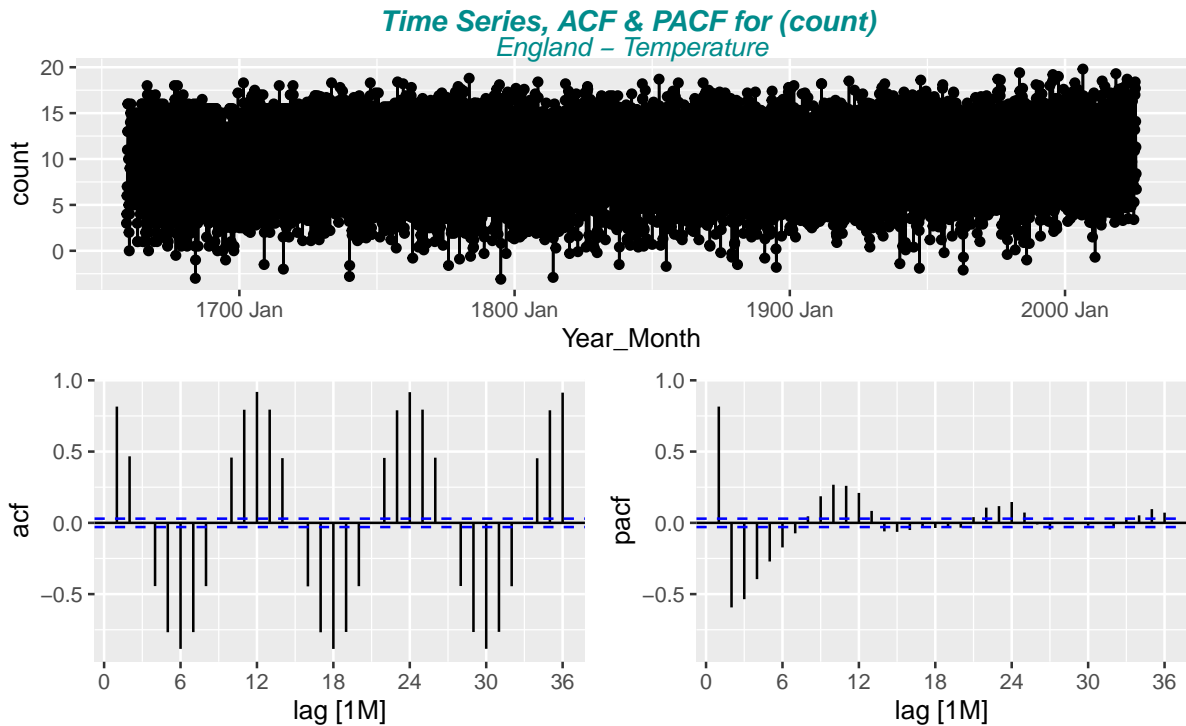 Time Series, ACF & PACF for (count)
England − Temperature
20
15
10
5
0
count
1700 Jan 1800 Jan 1900 Jan 2000 Jan
Year_Month
1.0
0.5
0.0
−0.5
acf
0 6 12 18 24 30 36
lag [1M]
1.0
0.5
0.0
−0.5
pacf
0 6 12 18 24 30 36
lag [1M]